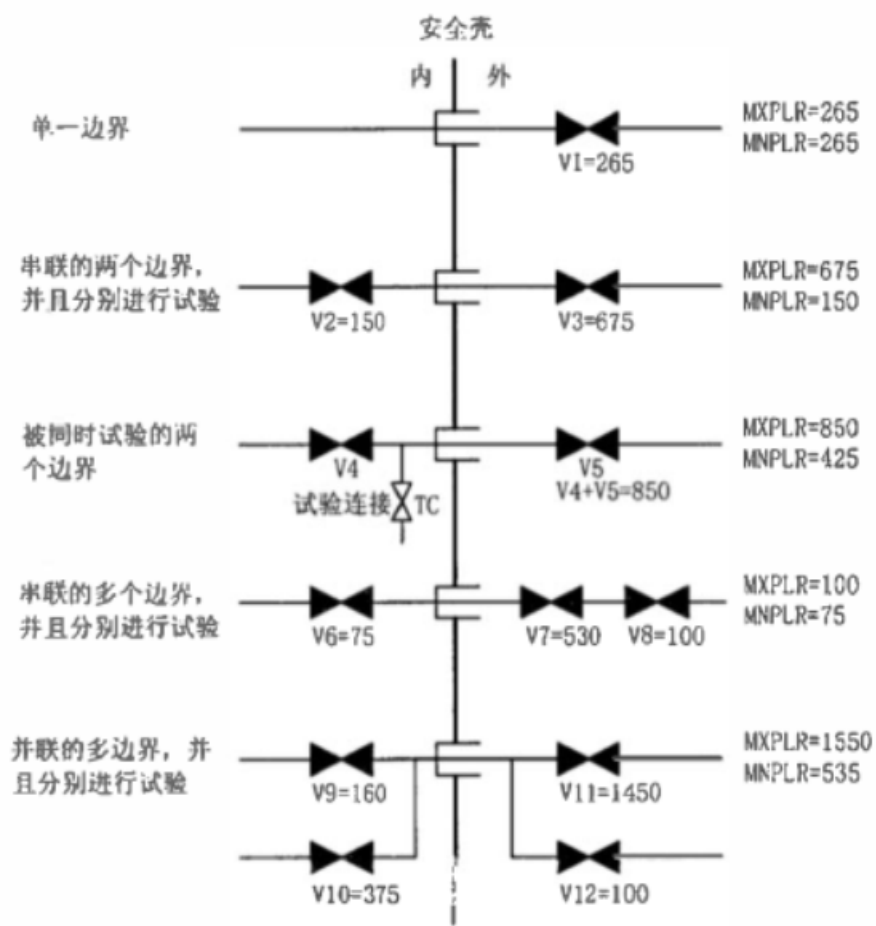 安全壳
内 外
单一边界
V1=265
MXPLR=265
MNPLR=265
串联的两个边界，
并且分别进行试验
V2=150
V3=675
MXPLR=675
MNPLR=150
被同时试验的两
个边界
V4
试验连接
TC
V5
V4+V5=850
MXPLR=850
MNPLR=425
串联的多个边界，
并且分别进行试验
V6=75
V7=530
V8=100
MXPLR=100
MNPLR=75
并联的多边界，并
且分别进行试验
V9=160
V11=1450
MXPLR=1550
MNPLR=535
V10=375
V12=100